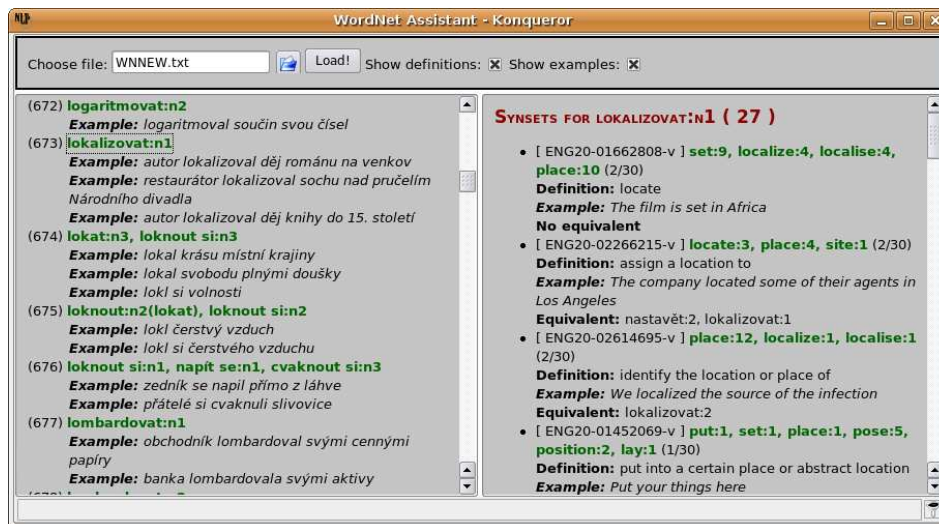 WordNet Assistant - Konqueror
Choose file: WNNEW.txt Load! Show definitions: Show examples:
(672) logaritmovat:n2
Example: logaritmoval součin svou čísel
(673) lokalizovat:n1
Example: autor lokalizoval děj románu na venkov
Example: restaurátor lokalizoval sochu nad pručelím
Národního divadla
Example: autor lokalizoval děj knihy do 15. století
(674) lokat:n3, loknout si:n3
Example: lokal krásu místní krajiny
Example: lokal svobodu plnými doušky
Example: lokl si volnosti
(675) loknout:n2(lokat), loknout si:n2
Example: lokl čerstvý vzduch
Example: lokl si čerstvého vzduchu
(676) loknout si:n1, napít se:n1, cvaknout si:n3
Example: zedník se napil přímo z láhve
Example: přátelé si cvaknuli slivovice
(677) lombardovat:n1
Example: obchodník lombardoval svými cennými
papíry
Example: banka lombardovala svými aktivy
Synsets for lokalizovat:n1 ( 27 )
• [ ENG20-01662808-v ] set:9, localize:4, localise:4,
place:10 (2/30)
Definition: locate
Example: The film is set in Africa
No equivalent
• [ ENG20-02266215-v ] locate:3, place:4, site:1 (2/30)
Definition: assign a location to
Example: The company located some of their agents in
Los Angeles
Equivalent: nastavět:2, lokalizovat:1
• [ ENG20-02614695-v ] place:12, localize:1, localise:1
(2/30)
Definition: identify the location or place of
Example: We localized the source of the infection
Equivalent: lokalizovat:2
• [ ENG20-01452069-v ] put:1, set:1, place:1, pose:5,
position:2, lay:1 (1/30)
Definition: put into a certain place or abstract location
Example: Put your things here